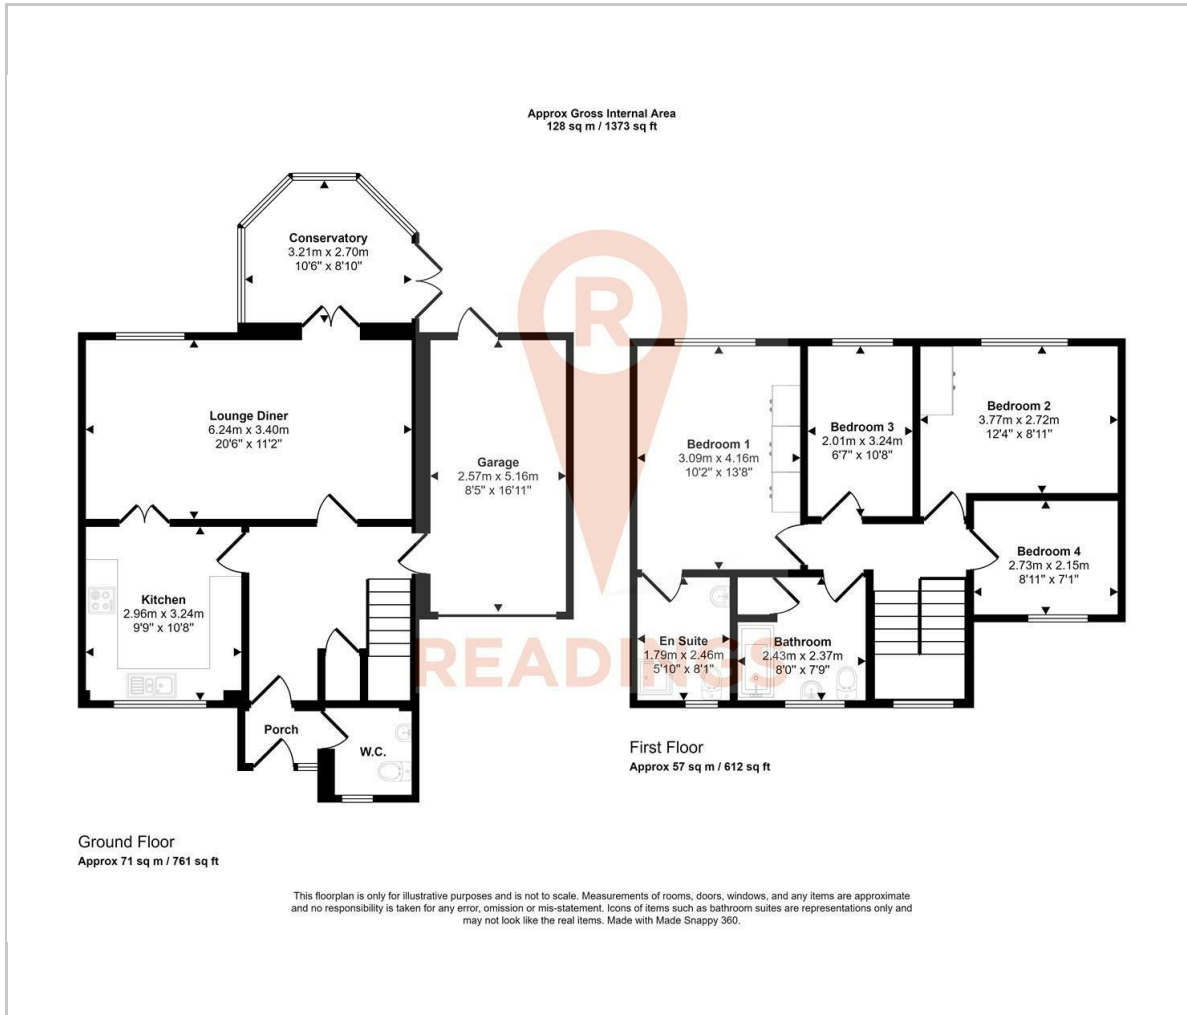 Approx Gross Internal Area
128 sq m / 1373 sq ft
Conservatory
3.21m x 2.70m
10'6" x 8'10"
Lounge Diner
6.24m x 3.40m
20'6" x 11'2"
Garage
2.57m x 5.16m
8'5" x 16'11"
Kitchen
2.96m x 3.24m
9'9" x 10'8"
Porch
W.C.
Ground Floor
Approx 71 sq m / 761 sq ft
Bedroom 1
3.09m x 4.16m
10'2" x 13'8"
Bedroom 3
2.01m x 3.24m
6'7" x 10'8"
Bedroom 2
3.77m x 2.72m
12'4" x 8'11"
Bedroom 4
2.73m x 2.15m
8'11" x 7'1"
En Suite
1.79m x 2.46m
5'10" x 8'1"
Bathroom
2.43m x 2.37m
8'0" x 7'9"
First Floor
Approx 57 sq m / 612 sq ft
R
READINGS
This floorplan is only for illustrative purposes and is not to scale. Measurements of rooms, doors, windows, and any items are approximate
and no responsibility is taken for any error, omission or mis-statement. Icons of items such as bathroom suites are representations only and
may not look like the real items. Made with Made Snappy 360.